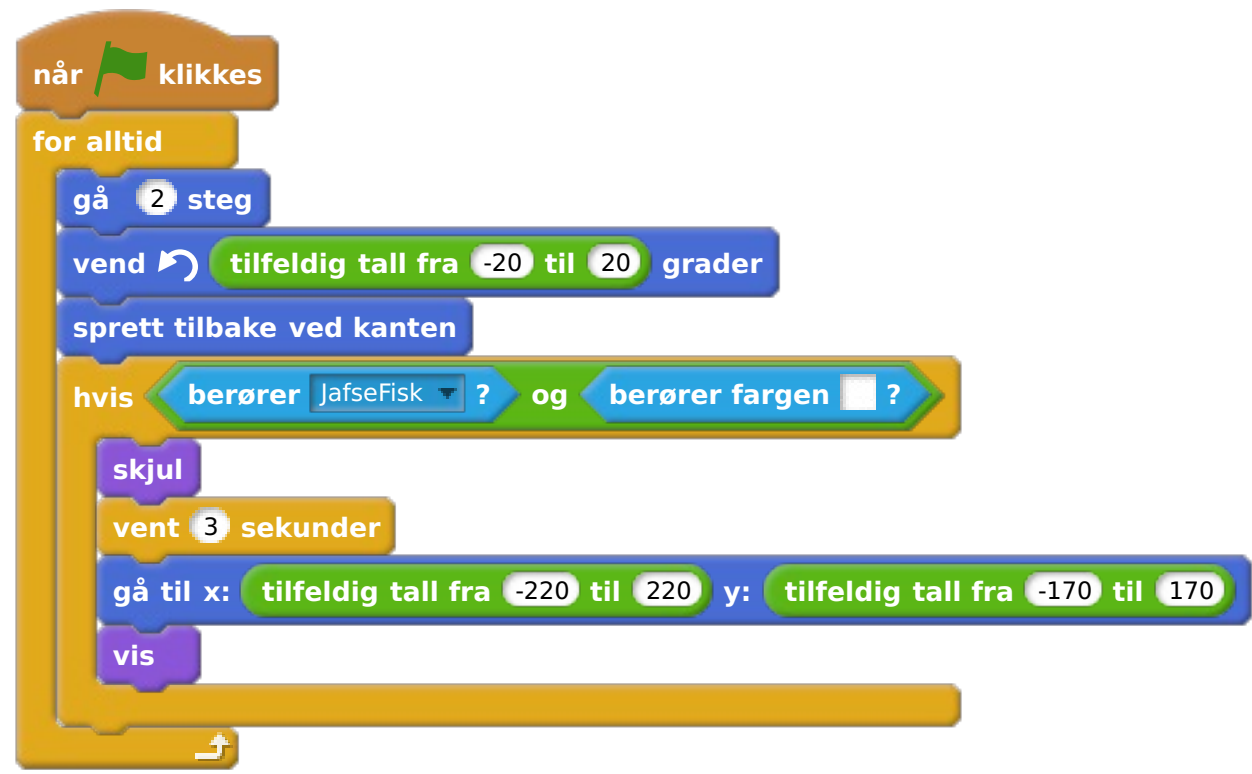 når klikkes
for alltid
gå 2 steg
vend tilfeldig tall fra -20 til 20 grader
sprett tilbake ved kanten
hvis berører JafseFisk ? og berører fargen ?
skjul
vent 3 sekunder
gå til x: tilfeldig tall fra -220 til 220 y: tilfeldig tall fra -170 til 170
vis